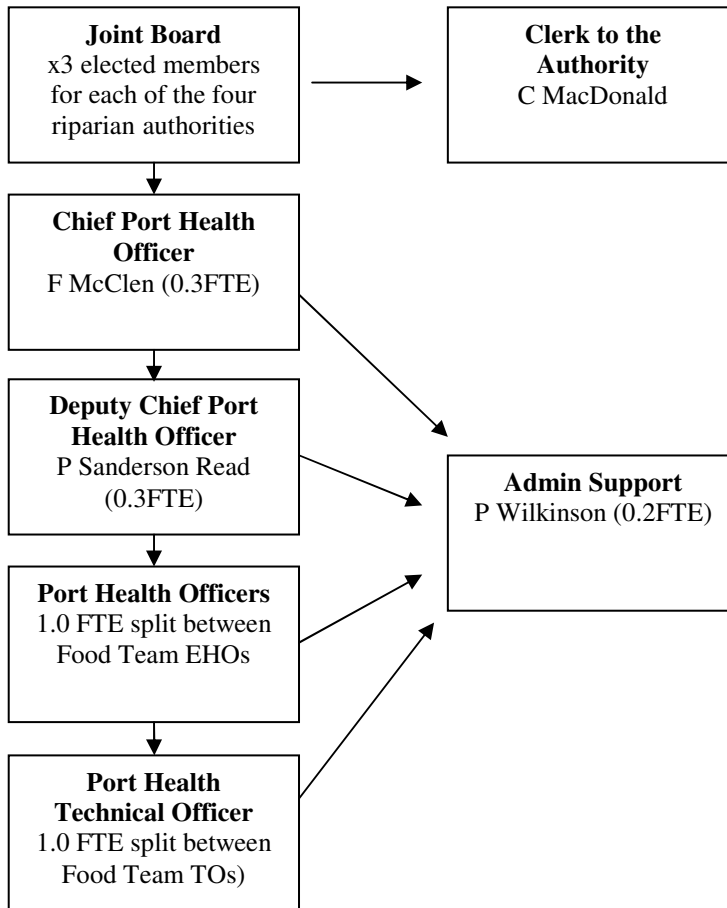 Joint Board
x3 elected members
for each of the four
riparian authorities
Clerk to the
Authority
C MacDonald
Chief Port Health
Officer
F McClen (0.3FTE)
Deputy Chief Port
Health Officer
P Sanderson Read
(0.3FTE)
Admin Support
P Wilkinson (0.2FTE)
Port Health Officers
1.0 FTE split between
Food Team EHOs
Port Health
Technical Officer
1.0 FTE split between
Food Team TOs)